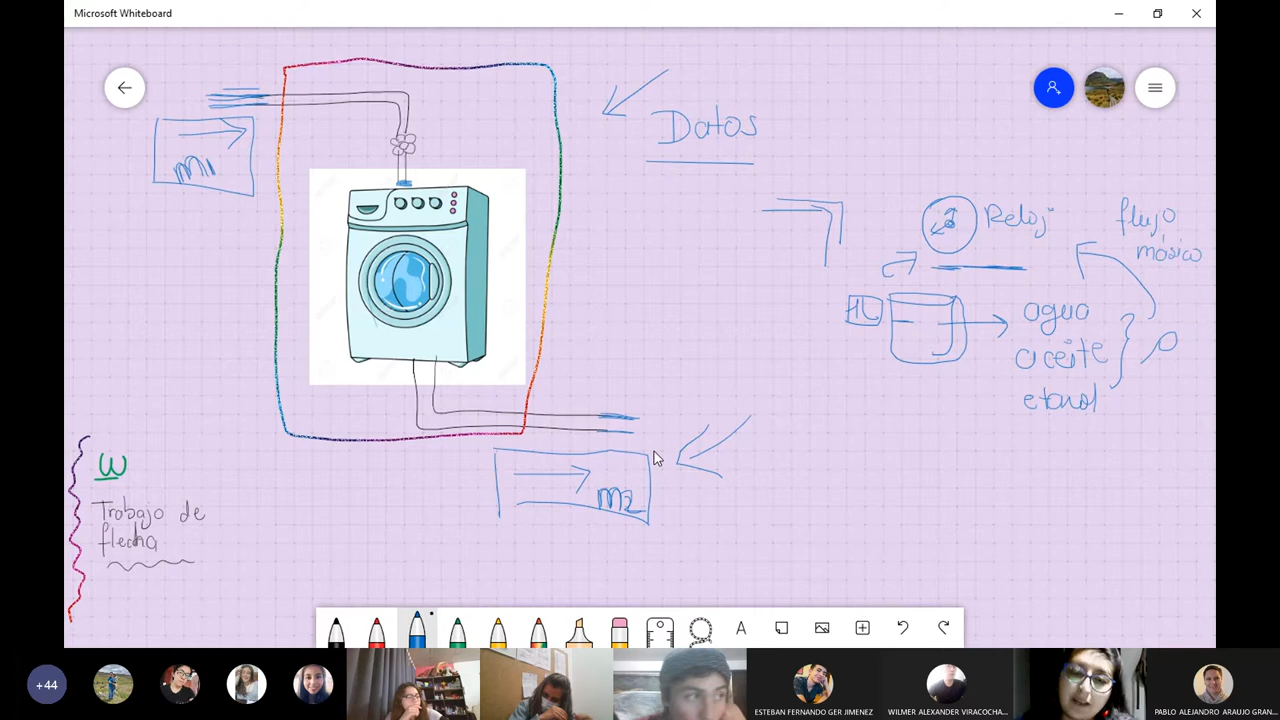 Microsoft Whiteboard
Datos
m1
Reloj
flujo
másico
1L
agua
aceite
etanol
ρ
m2
W
Trabajo de
flecha
A
+44
ESTEBAN FERNANDO GER JIMENEZ
WILMER ALEXANDER VIRACOCHA...
PABLO ALEJANDRO ARAUJO GRAN...